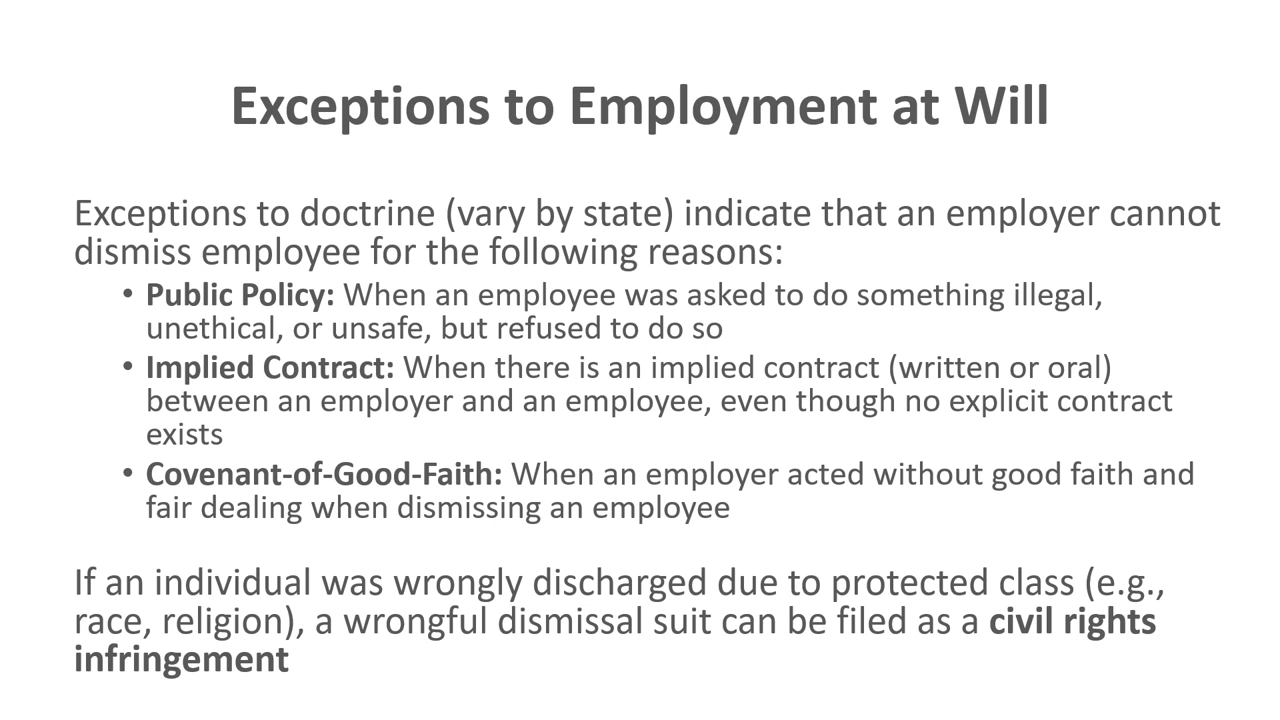 Exceptions to Employment at Will
Exceptions to doctrine (vary by state) indicate that an employer cannot
dismiss employee for the following reasons:
• Public Policy: When an employee was asked to do something illegal,
unethical, or unsafe, but refused to do so
• Implied Contract: When there is an implied contract (written or oral)
between an employer and an employee, even though no explicit contract
exists
• Covenant-of-Good-Faith: When an employer acted without good faith and
fair dealing when dismissing an employee
If an individual was wrongly discharged due to protected class (e.g.,
race, religion), a wrongful dismissal suit can be filed as a civil rights
infringement